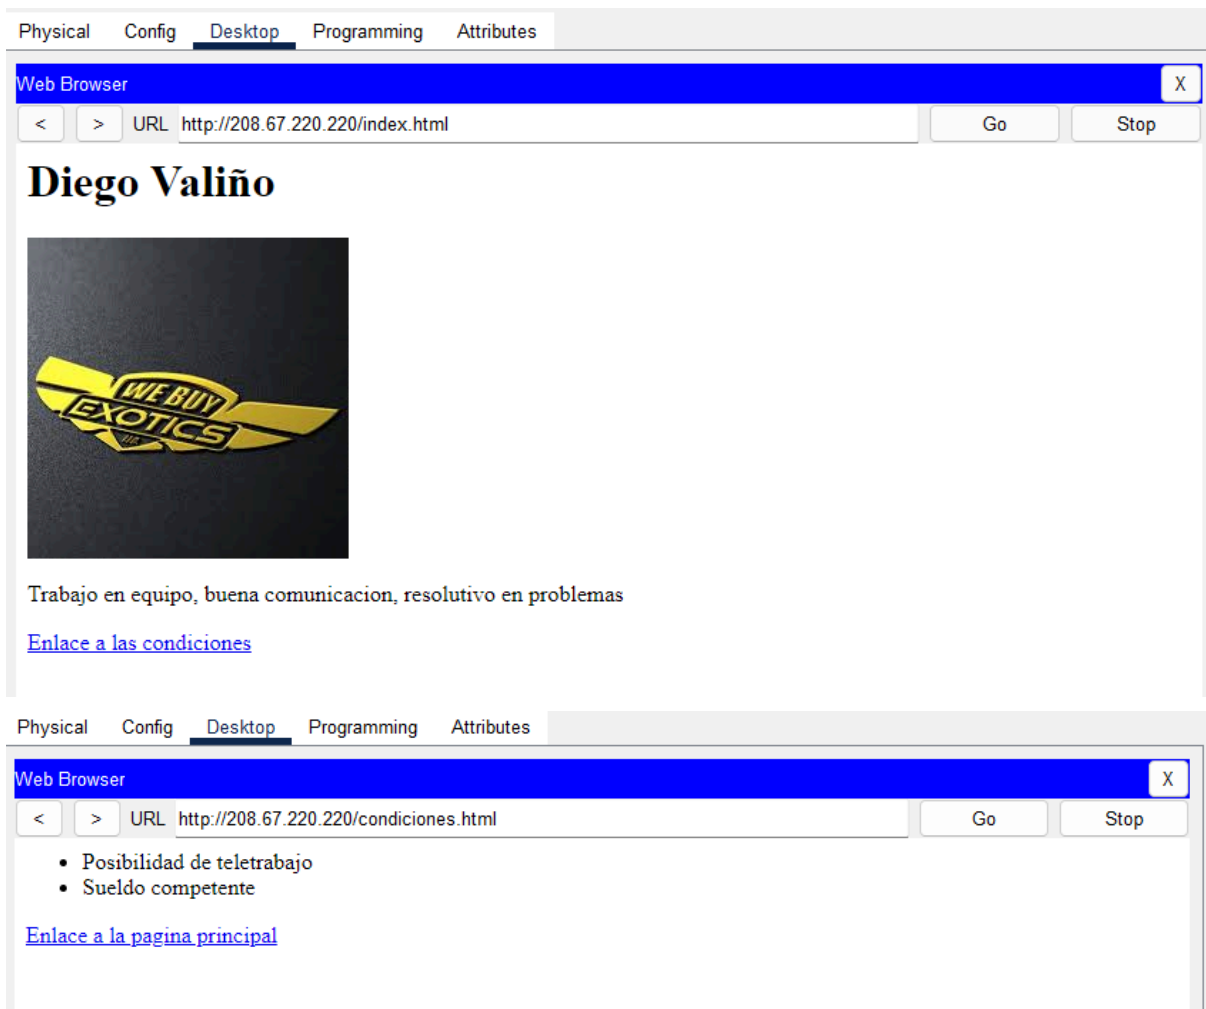 Physical Config Desktop Programming Attributes
Web Browser X
< > URL http://208.67.220.220/index.html Go Stop
Diego Valiño
WE BUY
EXOTICS
Trabajo en equipo, buena comunicacion, resolutivo en problemas
Enlace a las condiciones
Physical Config Desktop Programming Attributes
Web Browser X
< > URL http://208.67.220.220/condiciones.html Go Stop
• Posibilidad de teletrabajo
• Sueldo competente
Enlace a la pagina principal